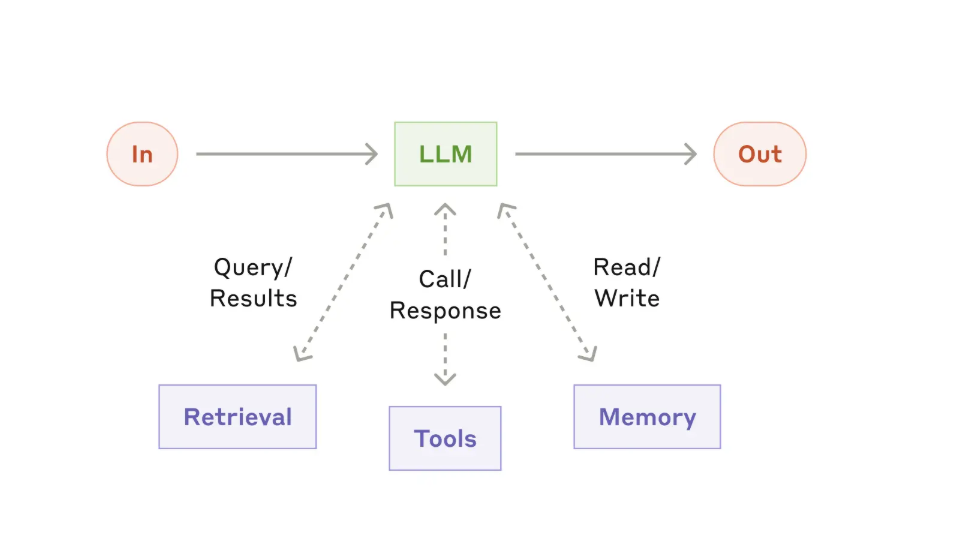 In
LLM
Out
Query/
Results
Call/
Response
Read/
Write
Retrieval
Tools
Memory